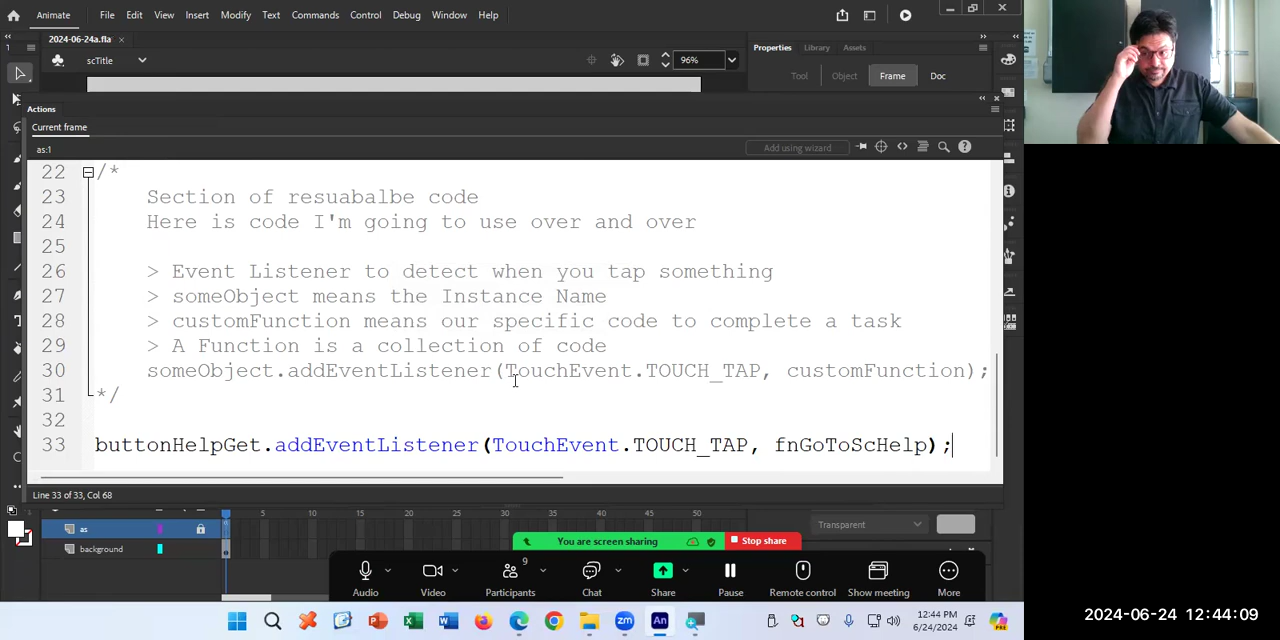 Animate File Edit View Insert Modify Text Commands Control Debug Window Help
2024-06-24a.fla ×
scTitle
96%
Properties Library Assets
Tool Object Frame Doc
Actions
Current frame
as:1
Add using wizard
22 /*
23 Section of resuabalbe code
24 Here is code I'm going to use over and over
25
26 > Event Listener to detect when you tap something
27 > someObject means the Instance Name
28 > customFunction means our specific code to complete a task
29 > A Function is a collection of code
30 someObject.addEventListener(TouchEvent.TOUCH_TAP, customFunction);
31 */
32
33 buttonHelpGet.addEventListener(TouchEvent.TOUCH_TAP, fnGoToScHelp);
Line 33 of 33, Col 68
5 10 15 20 25 30 35 40 45 50
as
background
Transparent
You are screen sharing Stop share
9
Audio Video Participants Chat Share Pause Remote control Show meeting More
12:44 PM
6/24/2024
2024-06-24 12:44:09